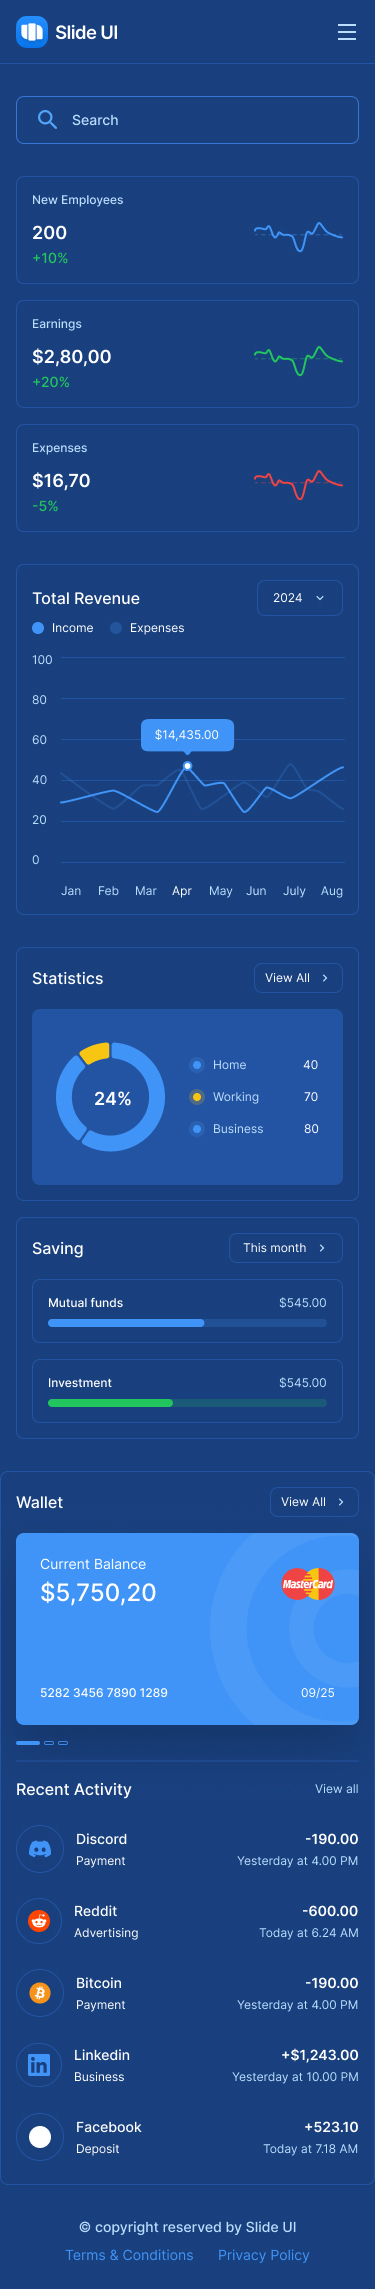 Slide UI
Search
New Employees
200
+10%
Earnings
$2,80,00
+20%
Expenses
$16,70
-5%
Total Revenue
2024
Income Expenses
100
80
60
$14,435.00
40
20
0
Jan Feb Mar Apr May Jun July Aug
Statistics
View All
24%
Home 40
Working 70
Business 80
Saving
This month
Mutual funds $545.00
Investment $545.00
Wallet
View All
Current Balance
$5,750,20
MasterCard
5282 3456 7890 1289 09/25
Recent Activity View all
Discord -190.00
Payment Yesterday at 4.00 PM
Reddit -600.00
Advertising Today at 6.24 AM
Bitcoin -190.00
Payment Yesterday at 4.00 PM
Linkedin +$1,243.00
Business Yesterday at 10.00 PM
Facebook +523.10
Deposit Today at 7.18 AM
© copyright reserved by Slide UI
Terms & Conditions Privacy Policy